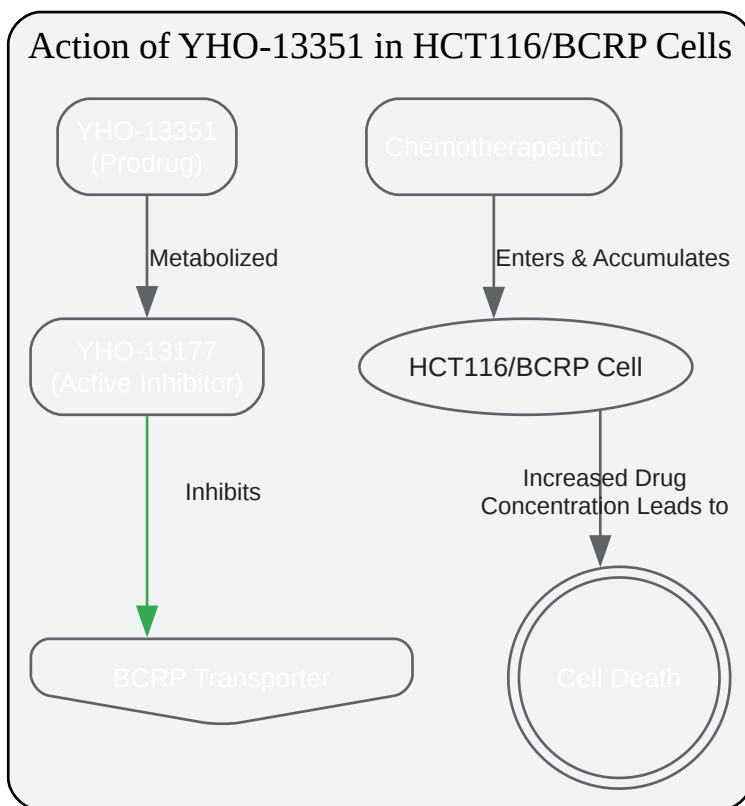 Action of YHO-13351 in HCT116/BCRP Cells
YHO-13351
(Prodrug)
Chemotherapeutic
Metabolized
Enters & Accumulates
YHO-13177
(Active Inhibitor)
HCT116/BCRP Cell
Inhibits
Increased Drug
Concentration Leads to
BCRP Transporter
Cell Death